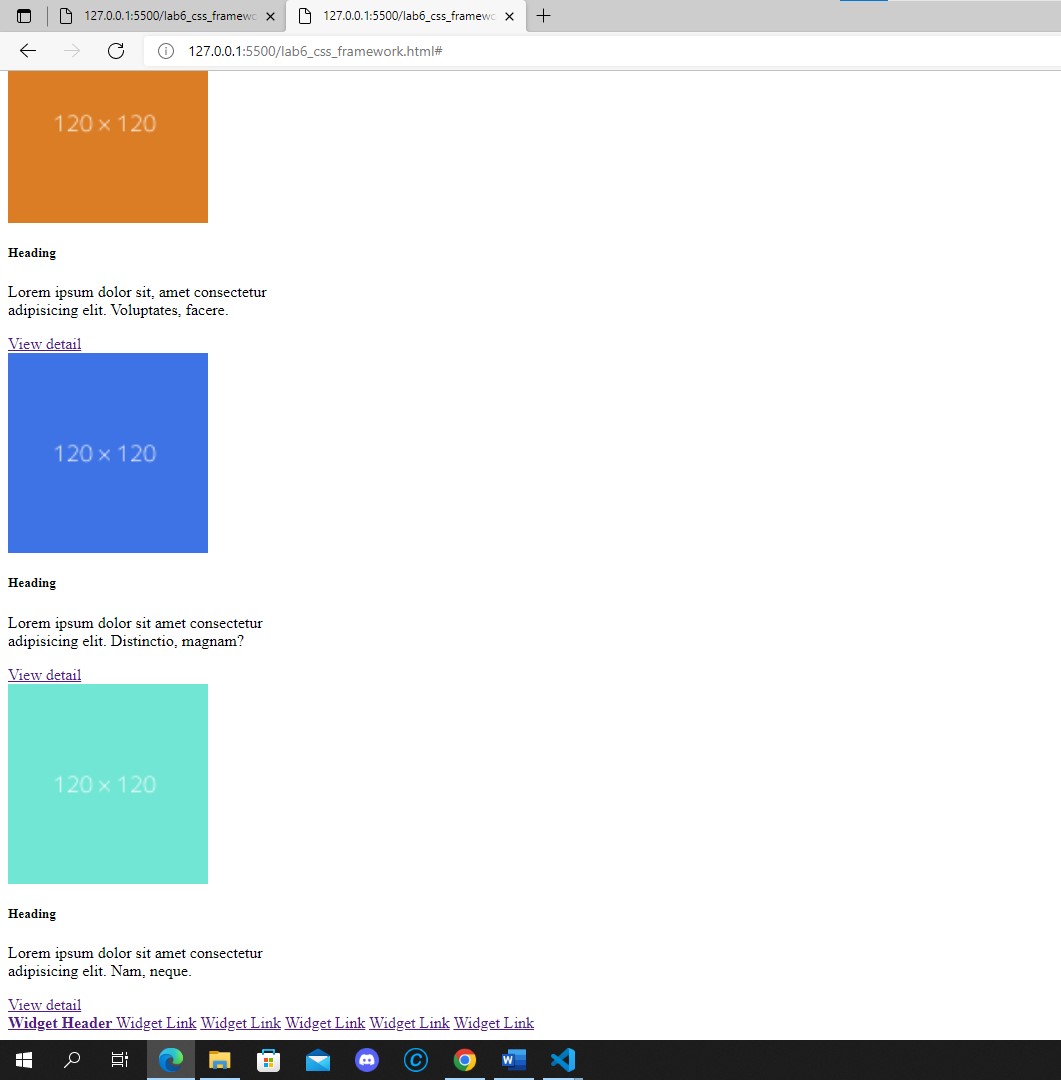 127.0.0.1:5500/lab6_css_framewo
127.0.0.1:5500/lab6_css_framewo
127.0.0.1:5500/lab6_css_framework.html#
120 × 120
Heading
Lorem ipsum dolor sit, amet consectetur
adipisicing elit. Voluptates, facere.
View detail
120 × 120
Heading
Lorem ipsum dolor sit amet consectetur
adipisicing elit. Distinctio, magnam?
View detail
120 × 120
Heading
Lorem ipsum dolor sit amet consectetur
adipisicing elit. Nam, neque.
View detail
Widget Header Widget Link Widget Link Widget Link Widget Link Widget Link